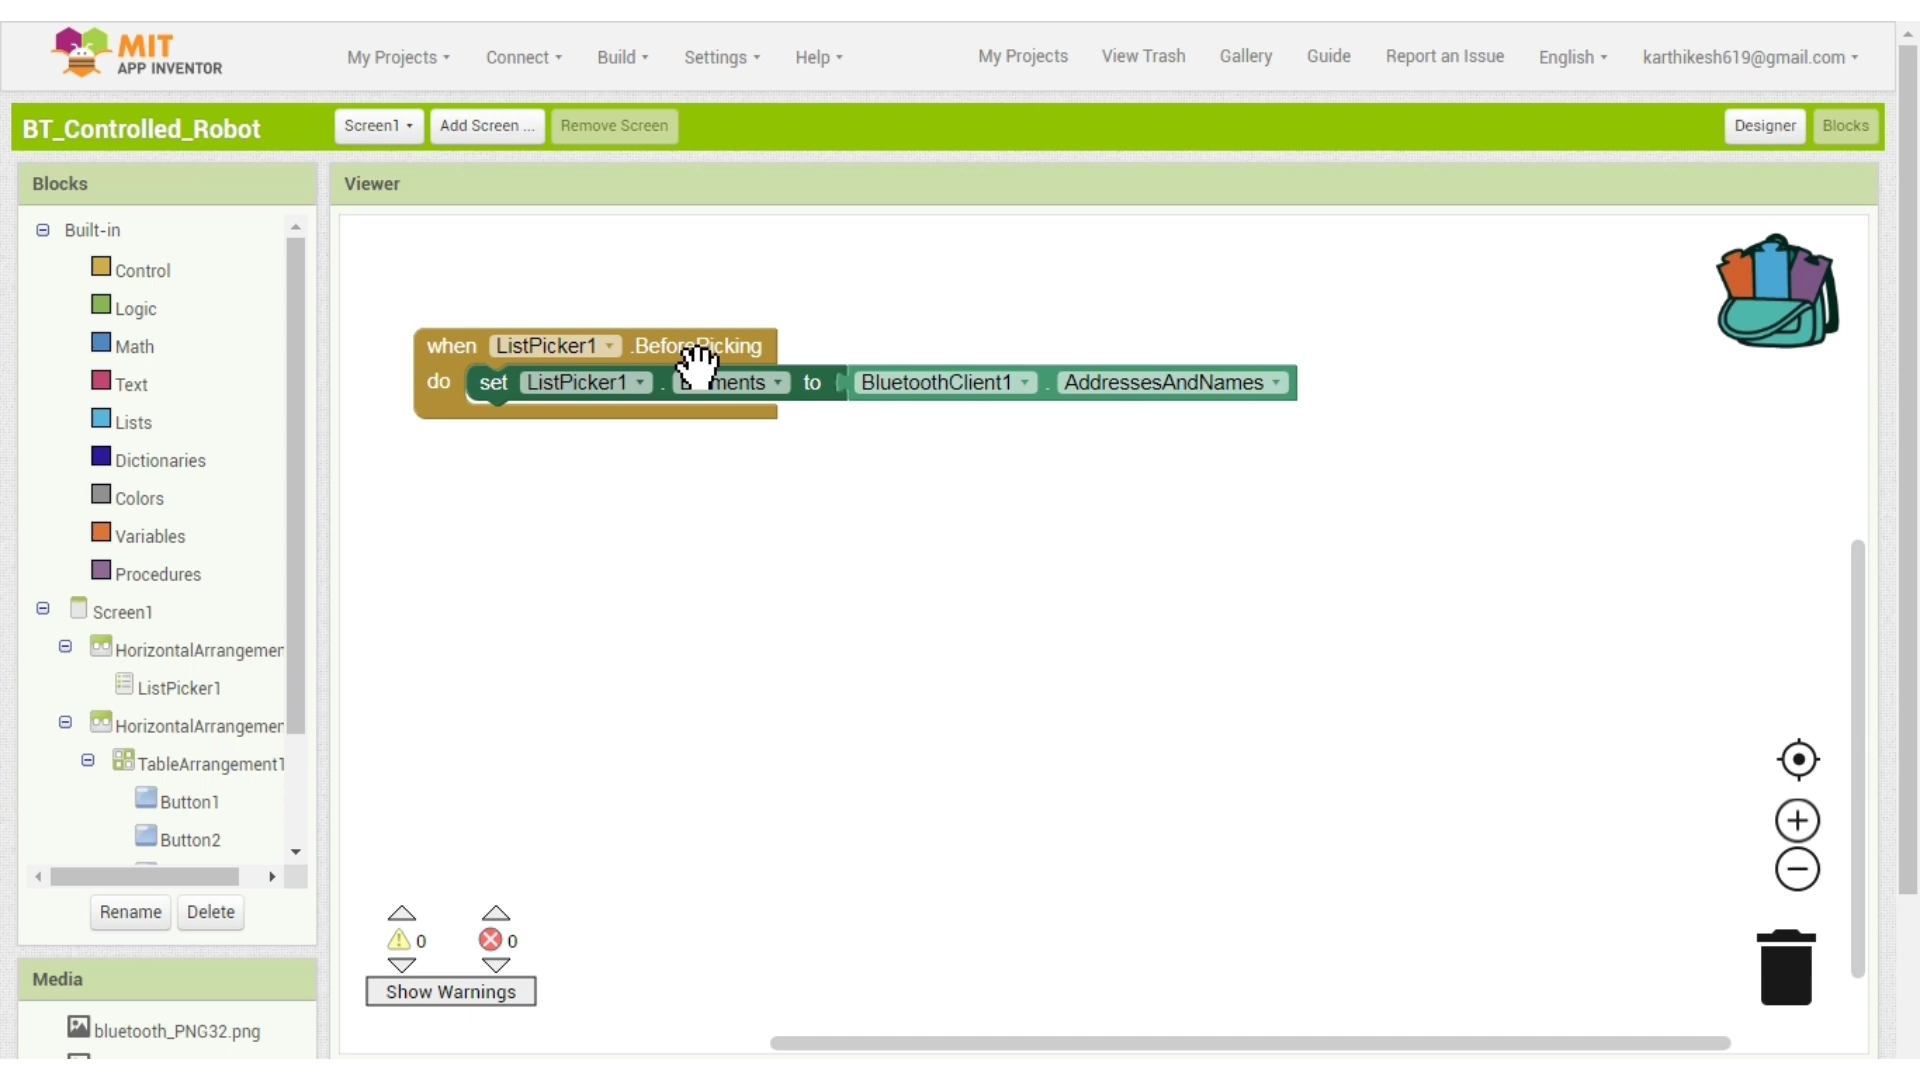 MIT
APP INVENTOR
My Projects Connect Build Settings Help My Projects View Trash Gallery Guide Report an Issue English karthikesh619@gmail.com
BT_Controlled_Robot Screen1 Add Screen ... Remove Screen Designer Blocks
Blocks
Viewer
Built-in
Control
Logic
Math
Text
Lists
Dictionaries
Colors
Variables
Procedures
Screen1
HorizontalArrangemen
ListPicker1
HorizontalArrangemen
TableArrangement1
Button1
Button2
Rename Delete
Media
bluetooth_PNG32.png
when ListPicker1 .BeforePicking
do set ListPicker1 . Elements to BluetoothClient1 . AddressesAndNames
0 0
Show Warnings